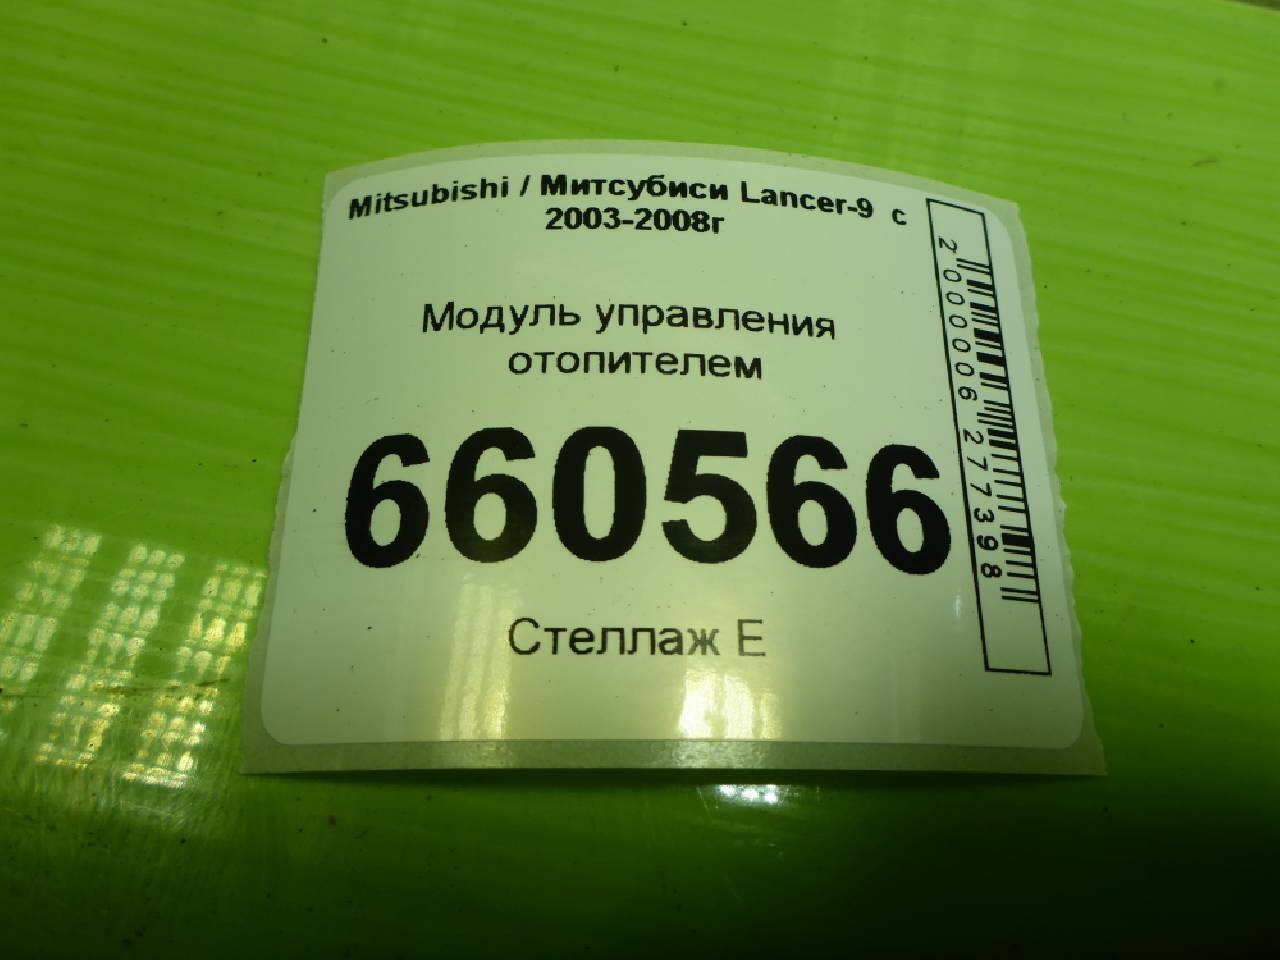 Mitsubishi / Митсубиси Lancer-9 с
2003-2008г
Модуль управления
отопителем
660566
Стеллаж Е
2000006277398